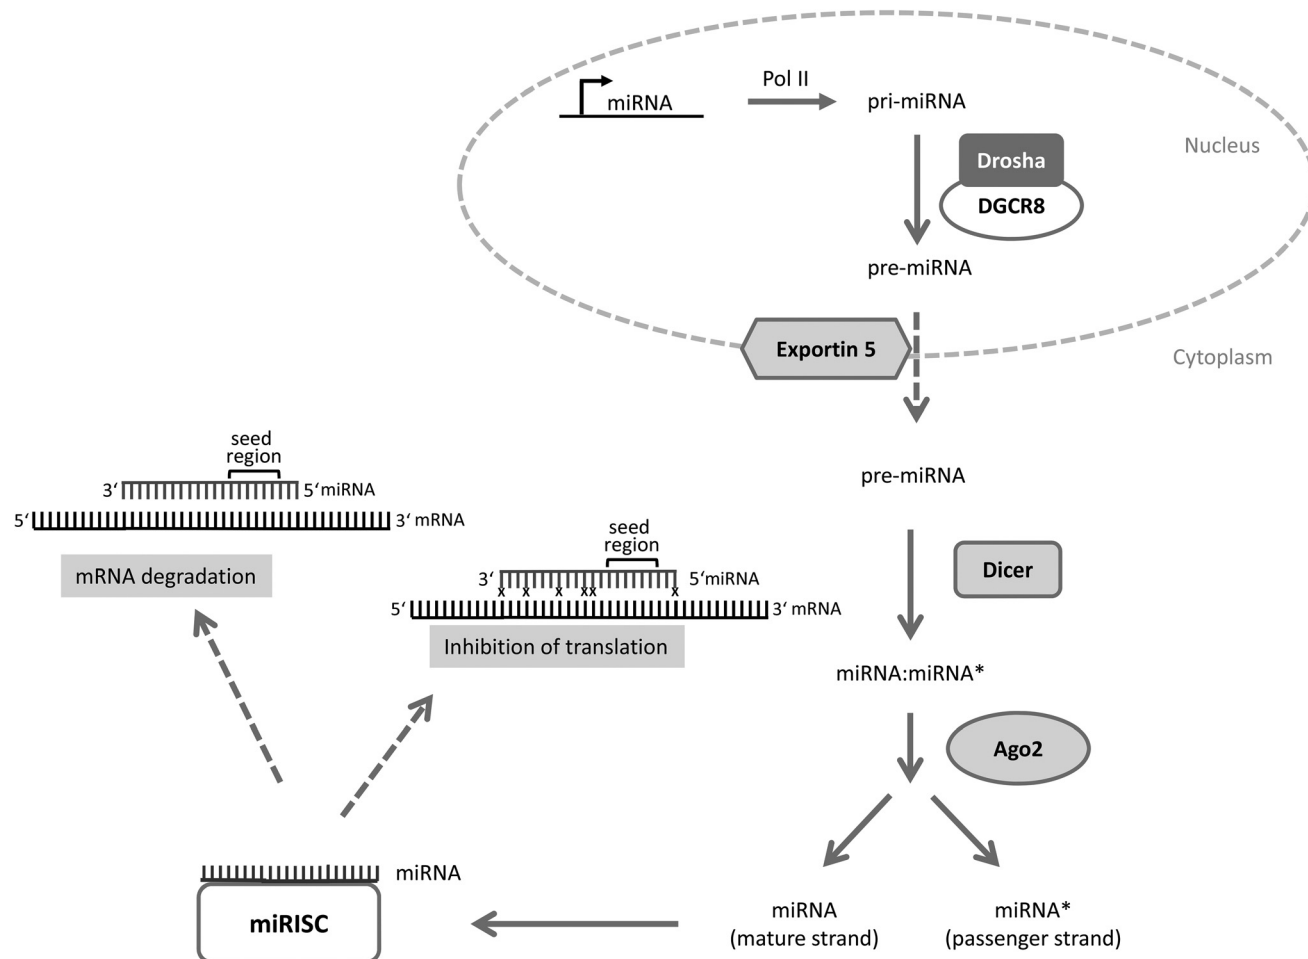 Pol II
miRNA
pri-miRNA
Nucleus
Drosha
DGCR8
pre-miRNA
Exportin 5
Cytoplasm
seed
region
3‘
5‘miRNA
5‘
3‘ mRNA
mRNA degradation
pre-miRNA
seed
region
3‘
5‘miRNA
x x x xx x
5‘
3‘ mRNA
Inhibition of translation
Dicer
miRNA:miRNA*
Ago2
miRNA
miRISC
miRNA
(mature strand)
miRNA*
(passenger strand)